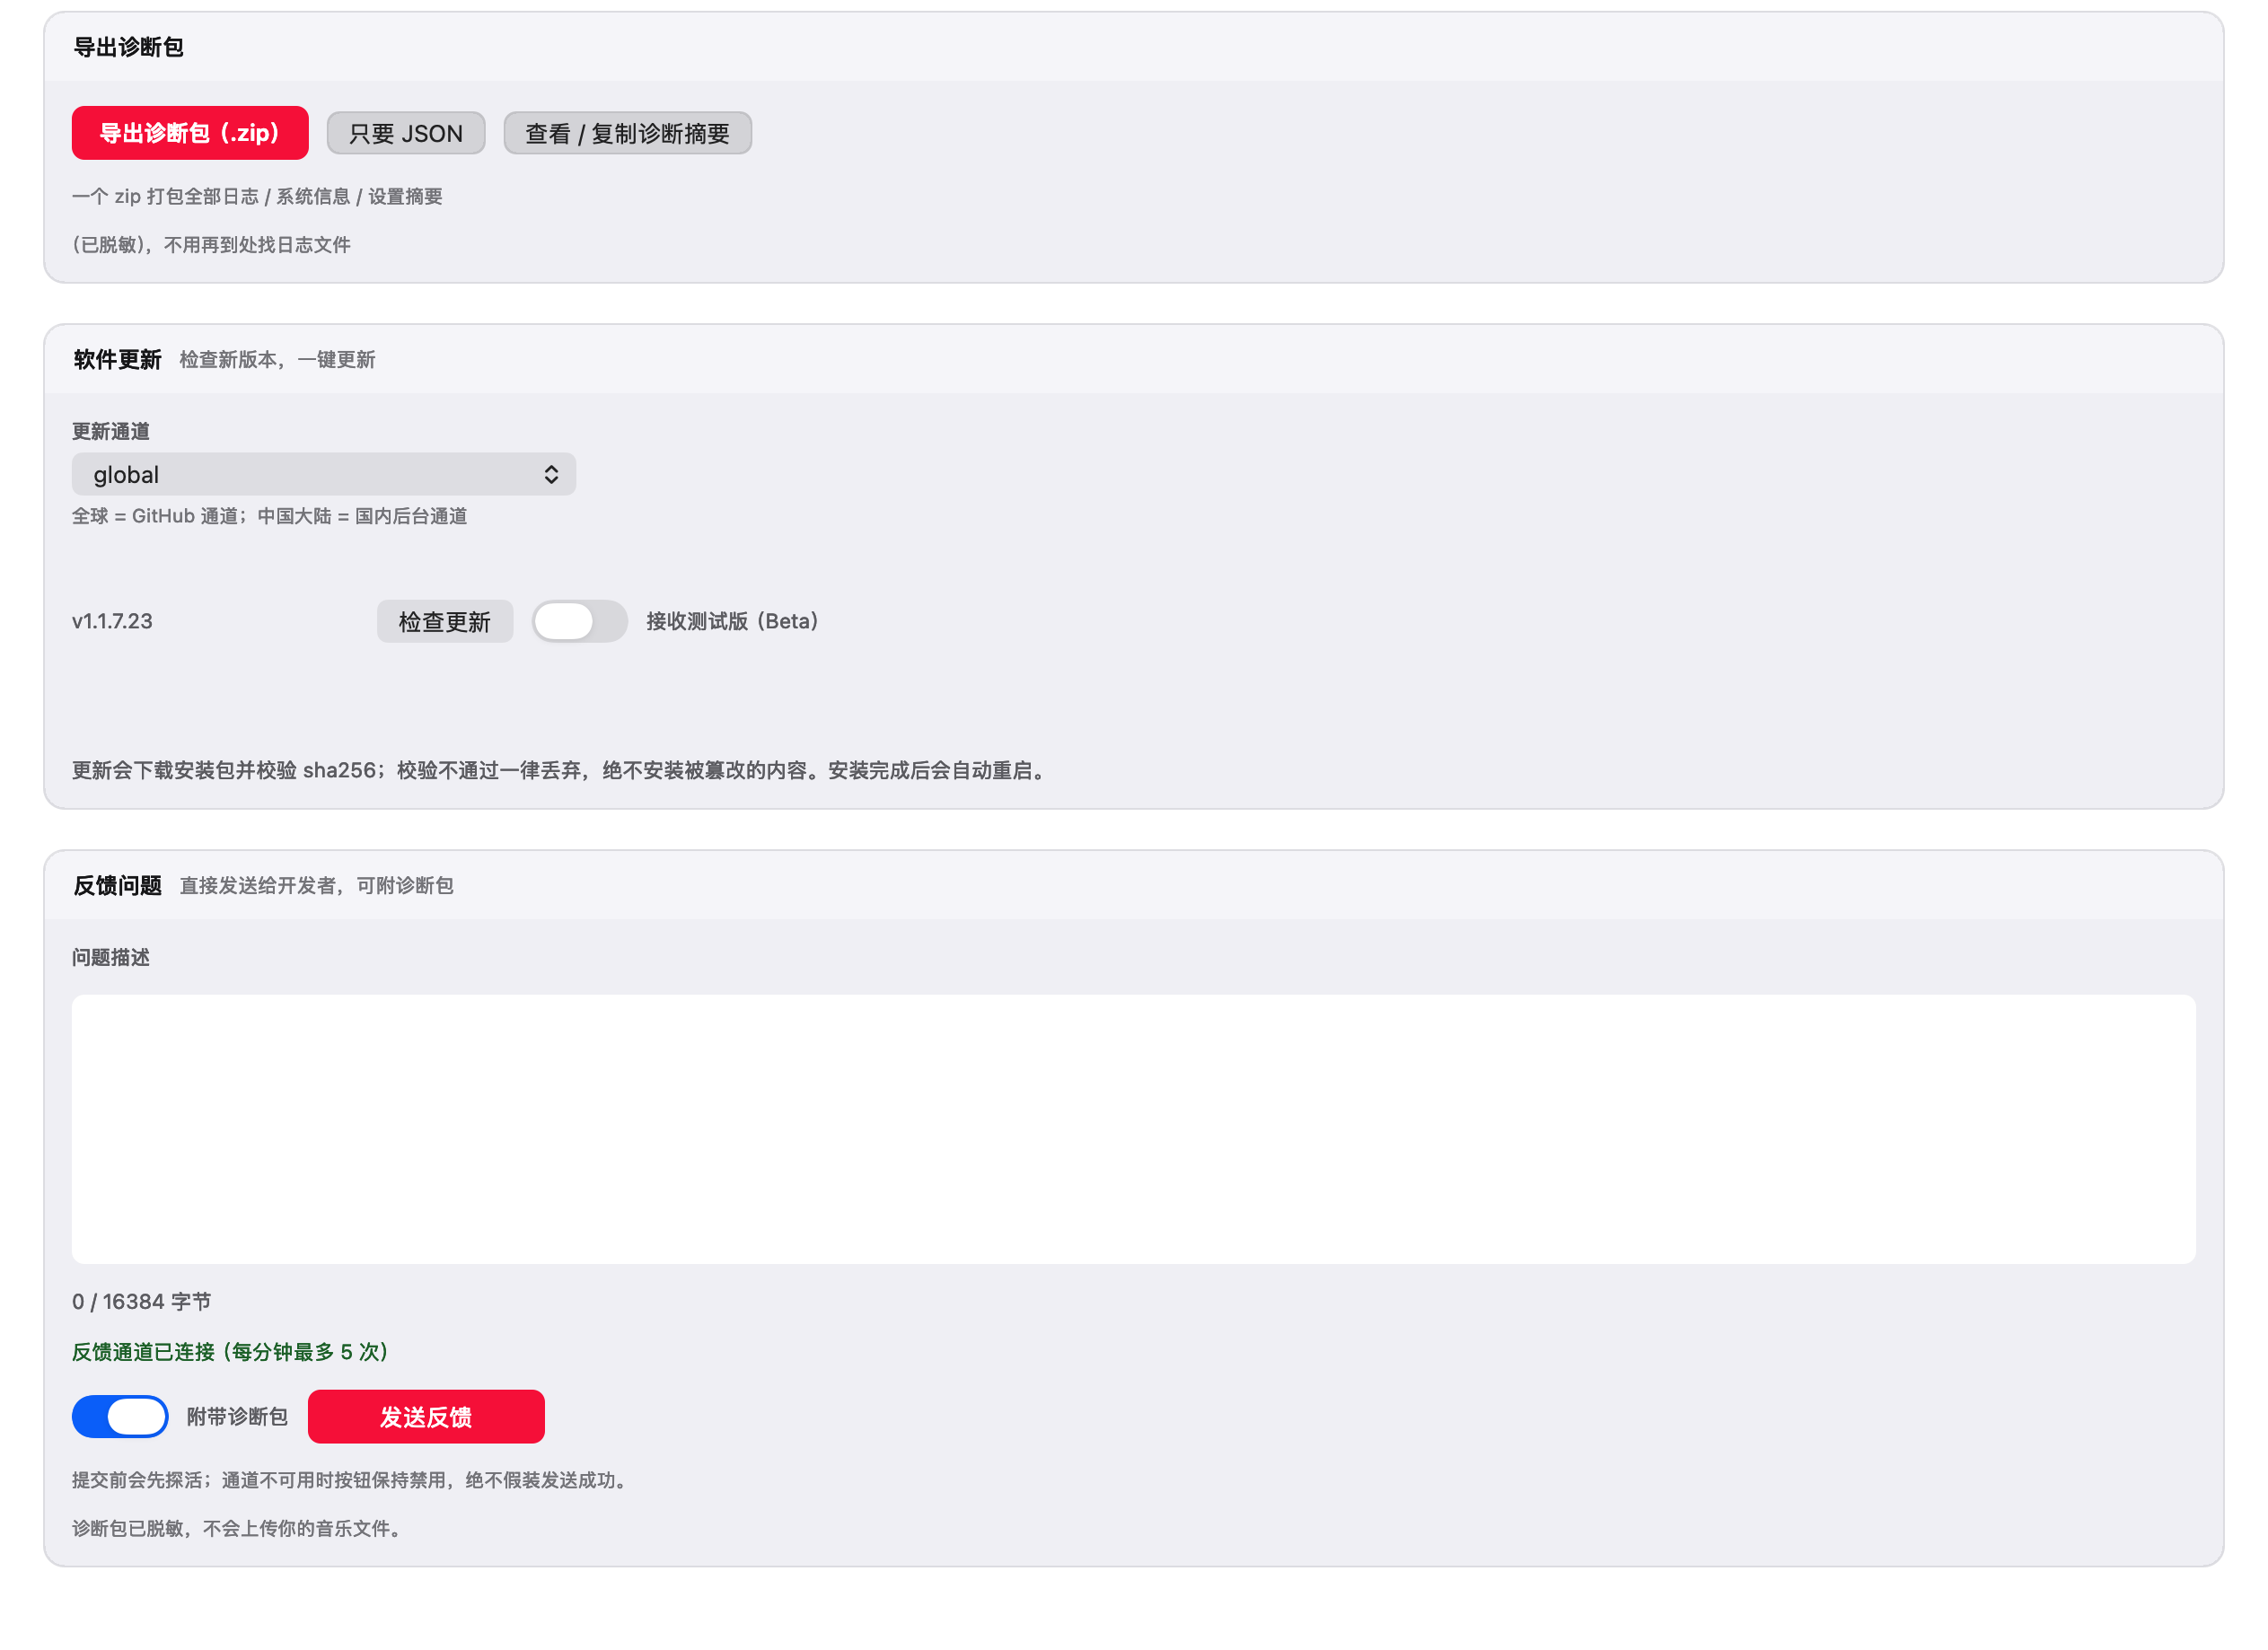 导出诊断包
导出诊断包（.zip） 只要 JSON 查看 / 复制诊断摘要
一个 zip 打包全部日志 / 系统信息 / 设置摘要
（已脱敏），不用再到处找日志文件
软件更新 检查新版本，一键更新
更新通道
global
全球 = GitHub 通道；中国大陆 = 国内后台通道
v1.1.7.23 检查更新 接收测试版（Beta）
更新会下载安装包并校验 sha256；校验不通过一律丢弃，绝不安装被篡改的内容。安装完成后会自动重启。
反馈问题 直接发送给开发者，可附诊断包
问题描述
0 / 16384 字节
反馈通道已连接（每分钟最多 5 次）
附带诊断包 发送反馈
提交前会先探活；通道不可用时按钮保持禁用，绝不假装发送成功。
诊断包已脱敏，不会上传你的音乐文件。